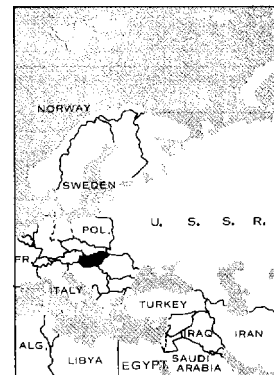 NORWAY
SWEDEN
U. S. S. R.
POL.
FR.
ITALY
TURKEY
IRAQ
IRAN
ALG.
LIBYA
EGYPT
SAUDI
ARABIA